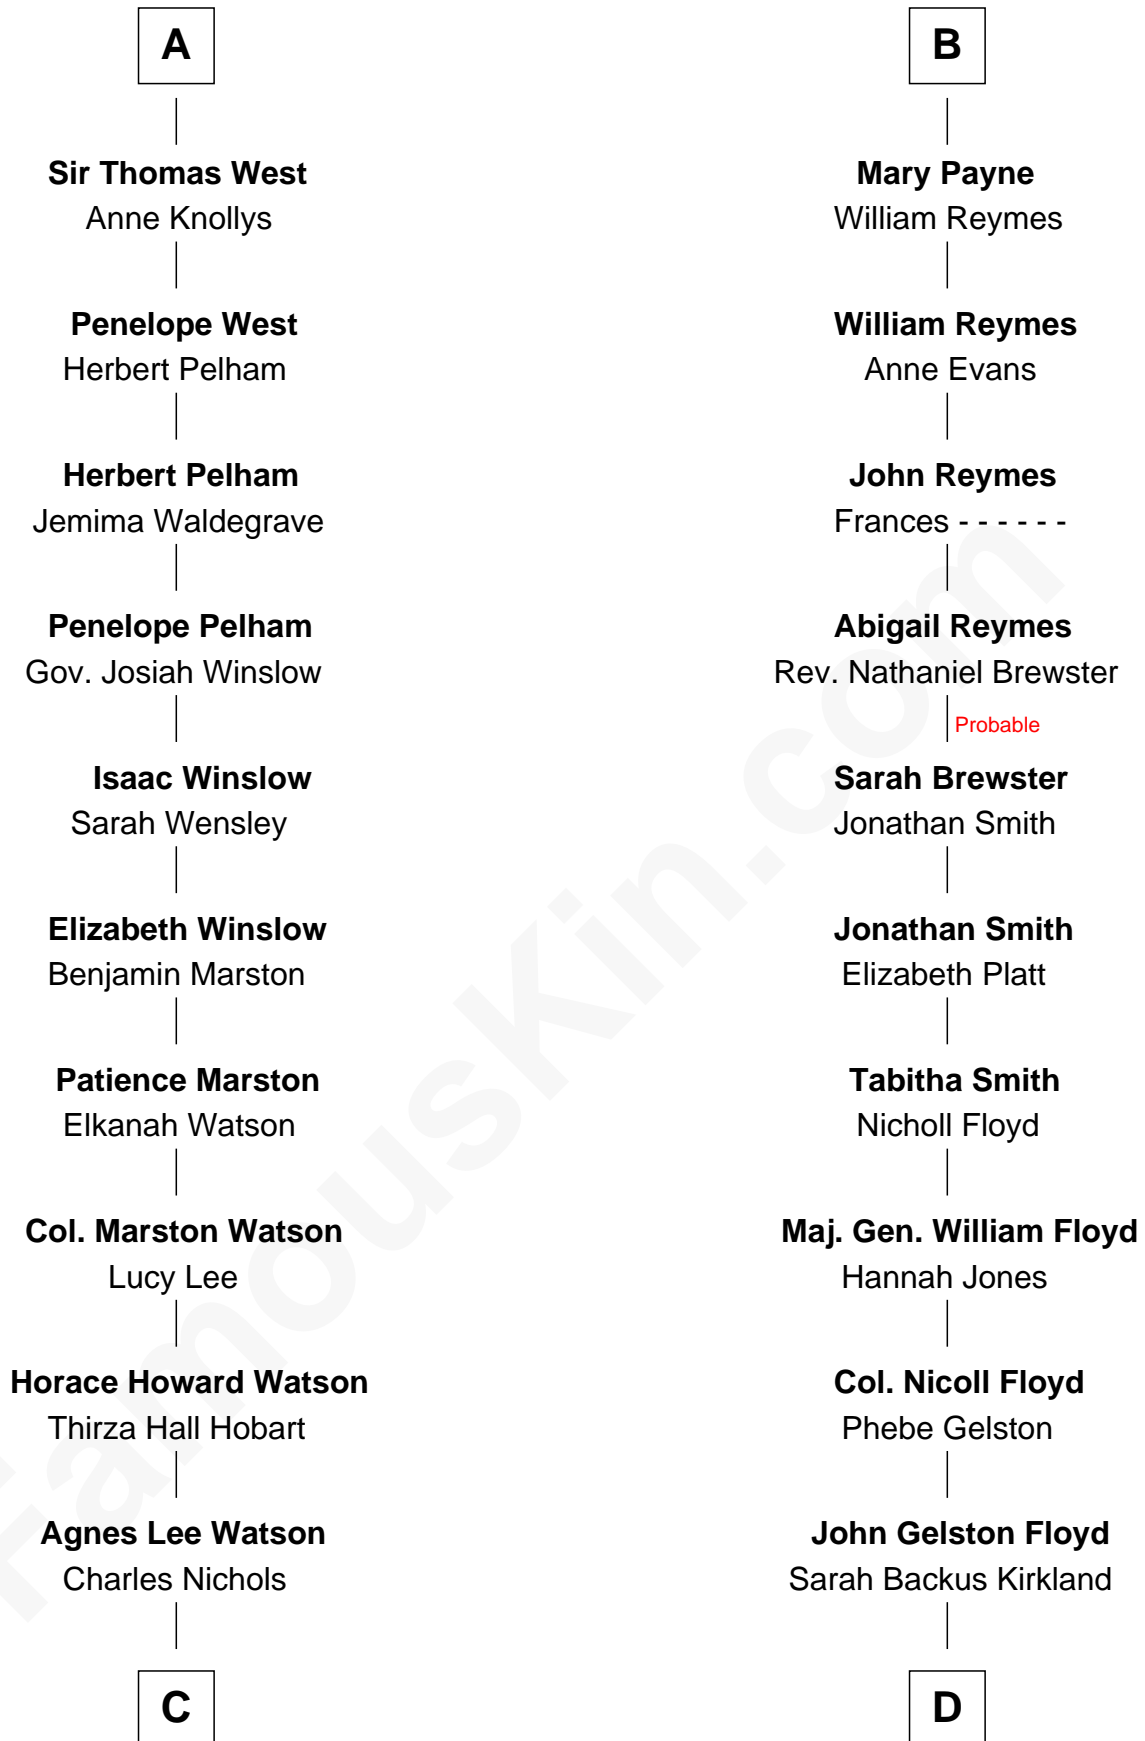 A
Sir Thomas West
Anne Knollys
Penelope West
Herbert Pelham
Herbert Pelham
Jemima Waldegrave
Penelope Pelham
Gov. Josiah Winslow
Isaac Winslow
Sarah Wensley
Elizabeth Winslow
Benjamin Marston
Patience Marston
Elkanah Watson
Col. Marston Watson
Lucy Lee
Horace Howard Watson
Thirza Hall Hobart
Agnes Lee Watson
Charles Nichols
C
B
Mary Payne
William Reymes
William Reymes
Anne Evans
John Reymes
Frances - - - - - -
Abigail Reymes
Rev. Nathaniel Brewster
Probable
Sarah Brewster
Jonathan Smith
Jonathan Smith
Elizabeth Platt
Tabitha Smith
Nicholl Floyd
Maj. Gen. William Floyd
Hannah Jones
Col. Nicoll Floyd
Phebe Gelston
John Gelston Floyd
Sarah Backus Kirkland
D
FamousKin.com